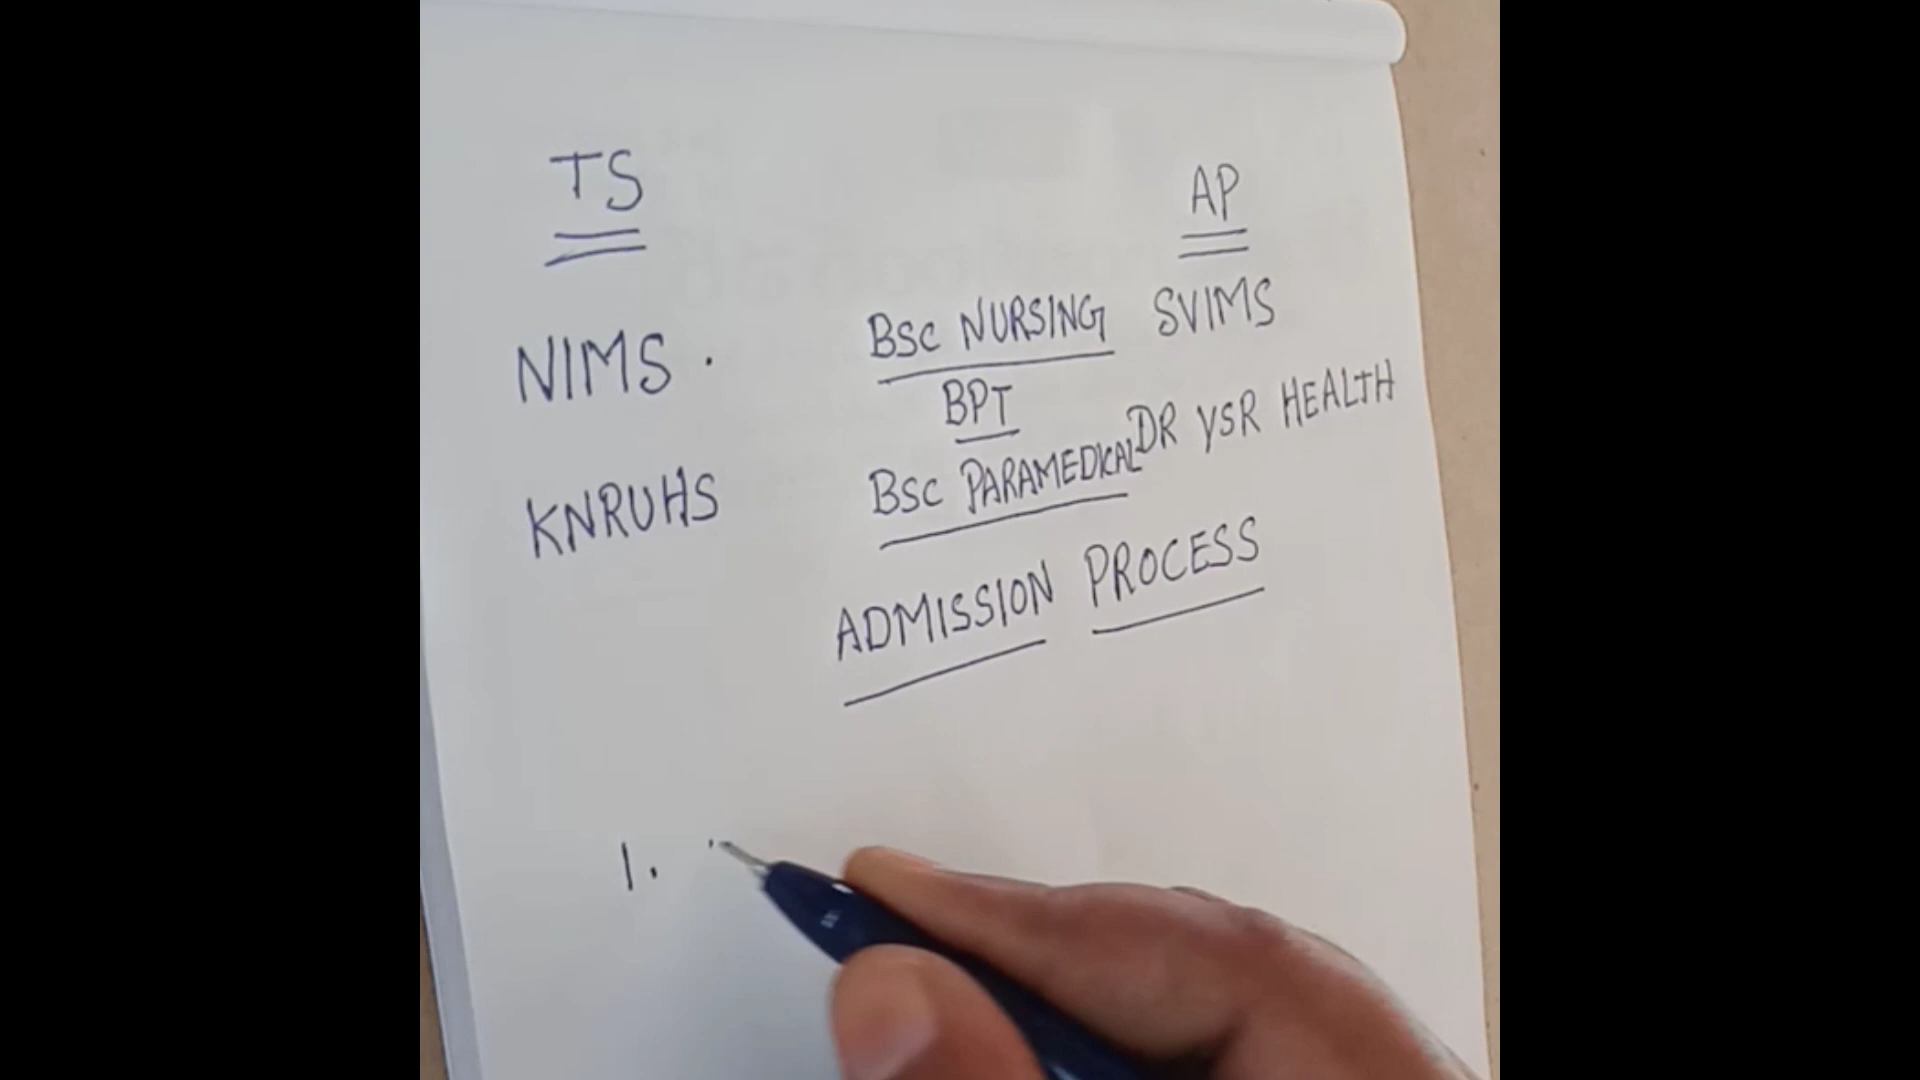 TS
AP
NIMS .
BSC NURSING
SVIMS
BPT
DR YSR HEALTH
BSC PARAMEDICAL
KNRUHS
ADMISSION PROCESS
1.